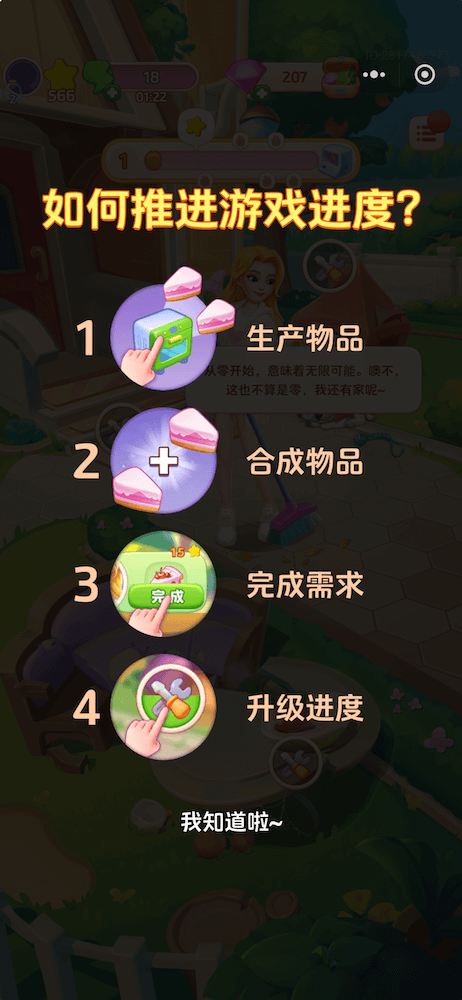 18
207
2
566
01:22
1
如何推进游戏进度?
1
生产物品
从零开始，意味着无限可能。噢不，
这也不算是零，我还有家呢~
2
合成物品
15
3
完成
完成需求
4
升级进度
我知道啦~